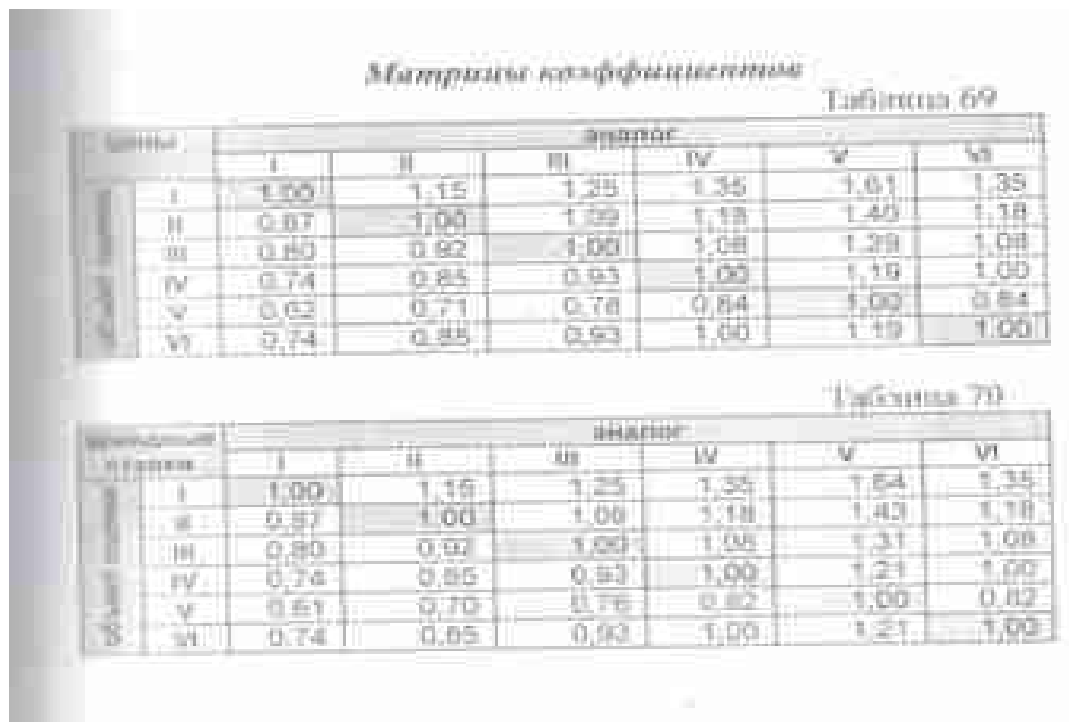 Матрицы коэффициентов
Таблица 69
цены аналог
I II III IV V VI
I 1,00 1,15 1,25 1,35 1,61 1,35
II 0,87 1,00 1,09 1,18 1,40 1,18
III 0,80 0,92 1,00 1,08 1,29 1,08
IV 0,74 0,85 0,93 1,00 1,19 1,00
V 0,62 0,71 0,78 0,84 1,00 0,84
VI 0,74 0,85 0,93 1,00 1,19 1,00
Таблица 70
аналог
I II III IV V VI
I 1,00 1,15 1,25 1,35 1,64 1,35
II 0,87 1,00 1,09 1,18 1,43 1,18
III 0,80 0,92 1,00 1,08 1,31 1,08
IV 0,74 0,85 0,93 1,00 1,21 1,00
V 0,61 0,70 0,76 0,82 1,00 0,82
VI 0,74 0,85 0,93 1,00 1,21 1,00